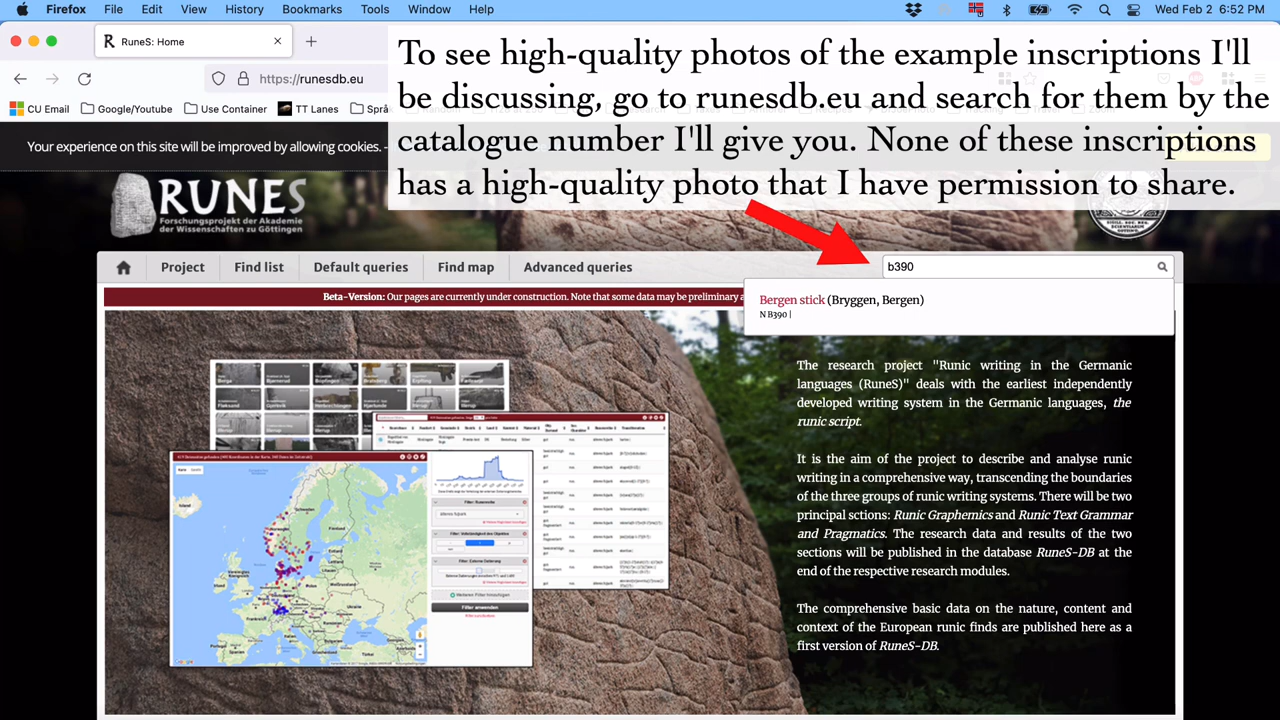 Firefox File Edit View History Bookmarks Tools Window Help Wed Feb 2 6:52 PM
RuneS: Home
https://runesdb.eu
CU Email Google/Youtube Use Container TT Lanes
To see high-quality photos of the example inscriptions I'll
be discussing, go to runesdb.eu and search for them by the
catalogue number I'll give you. None of these inscriptions
has a high-quality photo that I have permission to share.
Your experience on this site will be improved by allowing cookies. -
RUNES
Forschungsprojekt der Akademie
der Wissenschaften zu Göttingen
Project Find list Default queries Find map Advanced queries b390
Bergen stick (Bryggen, Bergen)
N B390 |
Beta-Version: Our pages are currently under construction. Note that some data may be preliminary a
The research project "Runic writing in the Germanic
languages (RuneS)" deals with the earliest independently
developed writing system in the Germanic languages, the
runic script.
It is the aim of the project to describe and analyse runic
writing in its entirety, transcending the boundaries
of the three groups of runic writing systems. There will be two
principal sections: Runic Graphemics and Runic Text Grammar
and Pragmatics. The research data and results of the two
sections will be published in the database RuneS-DB at the
end of the respective research modules.
The comprehensive basic data on the nature, content and
context of the European runic finds are published here as a
first version of RuneS-DB.